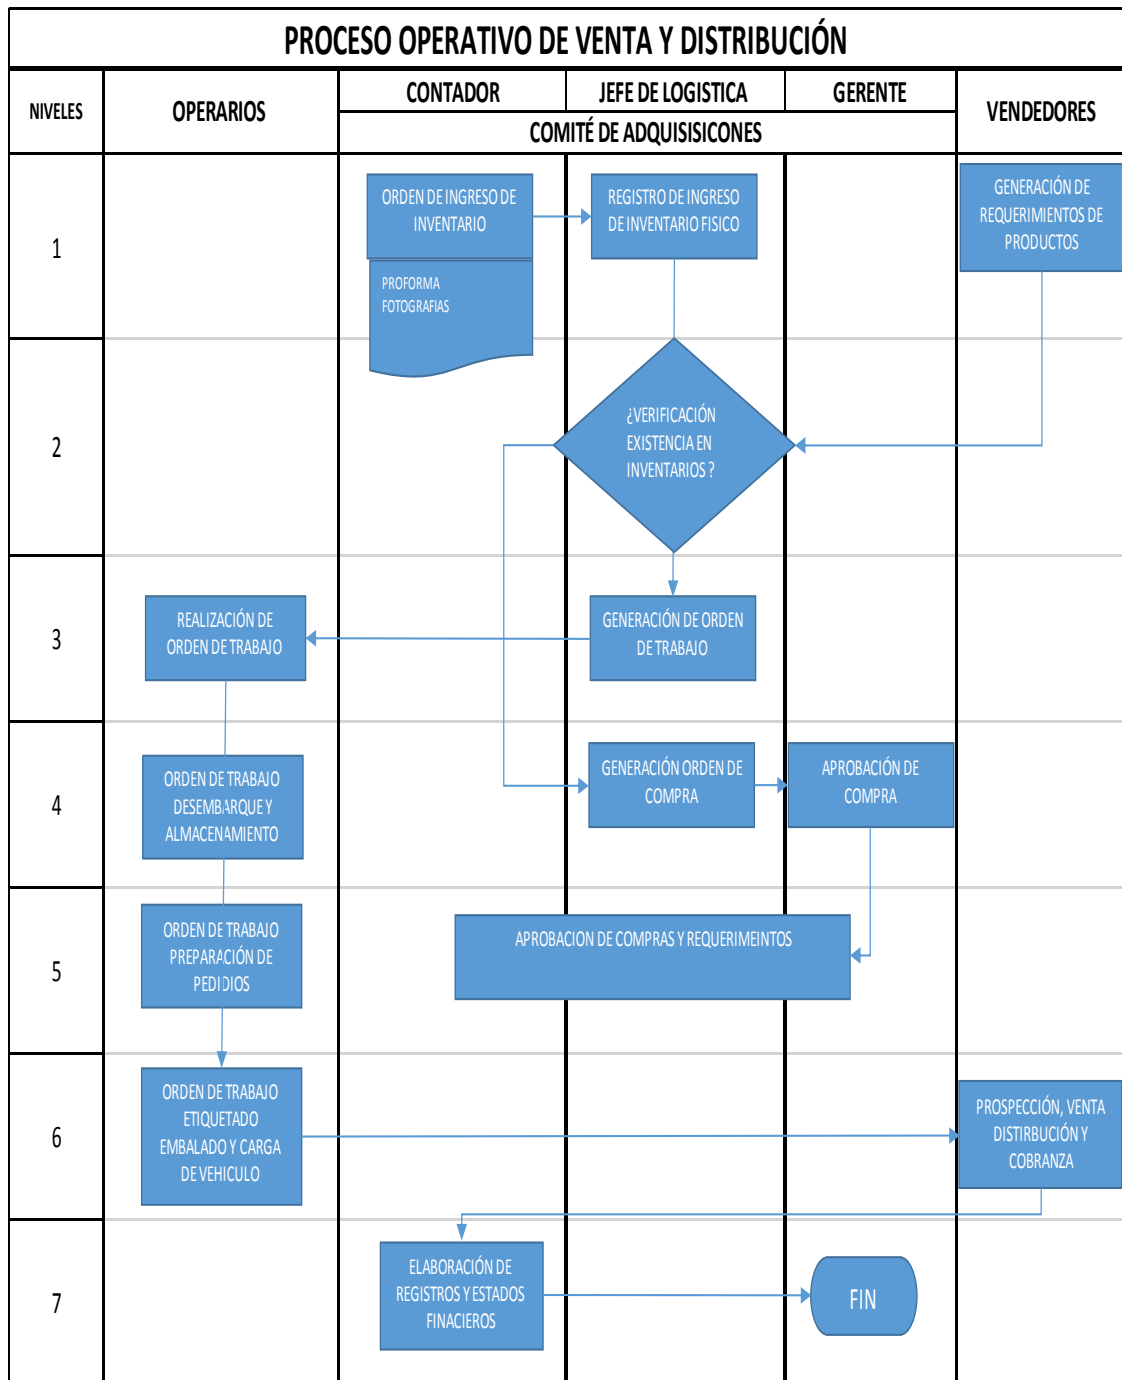 PROCESO OPERATIVO DE VENTA Y DISTRIBUCIÓN
NIVELES
OPERARIOS
CONTADOR
JEFE DE LOGISTICA
GERENTE
VENDEDORES
COMITÉ DE ADQUISISICONES
1
ORDEN DE INGRESO DE
INVENTARIO
PROFORMA
FOTOGRAFIAS
REGISTRO DE INGRESO
DE INVENTARIO FISICO
GENERACIÓN DE
REQUERIMIENTOS DE
PRODUCTOS
2
¿VERIFICACIÓN
EXISTENCIA EN
INVENTARIOS ?
3
REALIZACIÓN DE
ORDEN DE TRABAJO
GENERACIÓN DE ORDEN
DE TRABAJO
4
ORDEN DE TRABAJO
DESEMBARQUE Y
ALMACENAMIENTO
GENERACIÓN ORDEN DE
COMPRA
APROBACIÓN DE
COMPRA
5
ORDEN DE TRABAJO
PREPARACIÓN DE
PEDIDIOS
APROBACION DE COMPRAS Y REQUERIMEINTOS
6
ORDEN DE TRABAJO
ETIQUETADO
EMBALADO Y CARGA
DE VEHICULO
PROSPECCIÓN, VENTA
DISTIRBUCIÓN Y
COBRANZA
7
ELABORACIÓN DE
REGISTROS Y ESTADOS
FINACIEROS
FIN